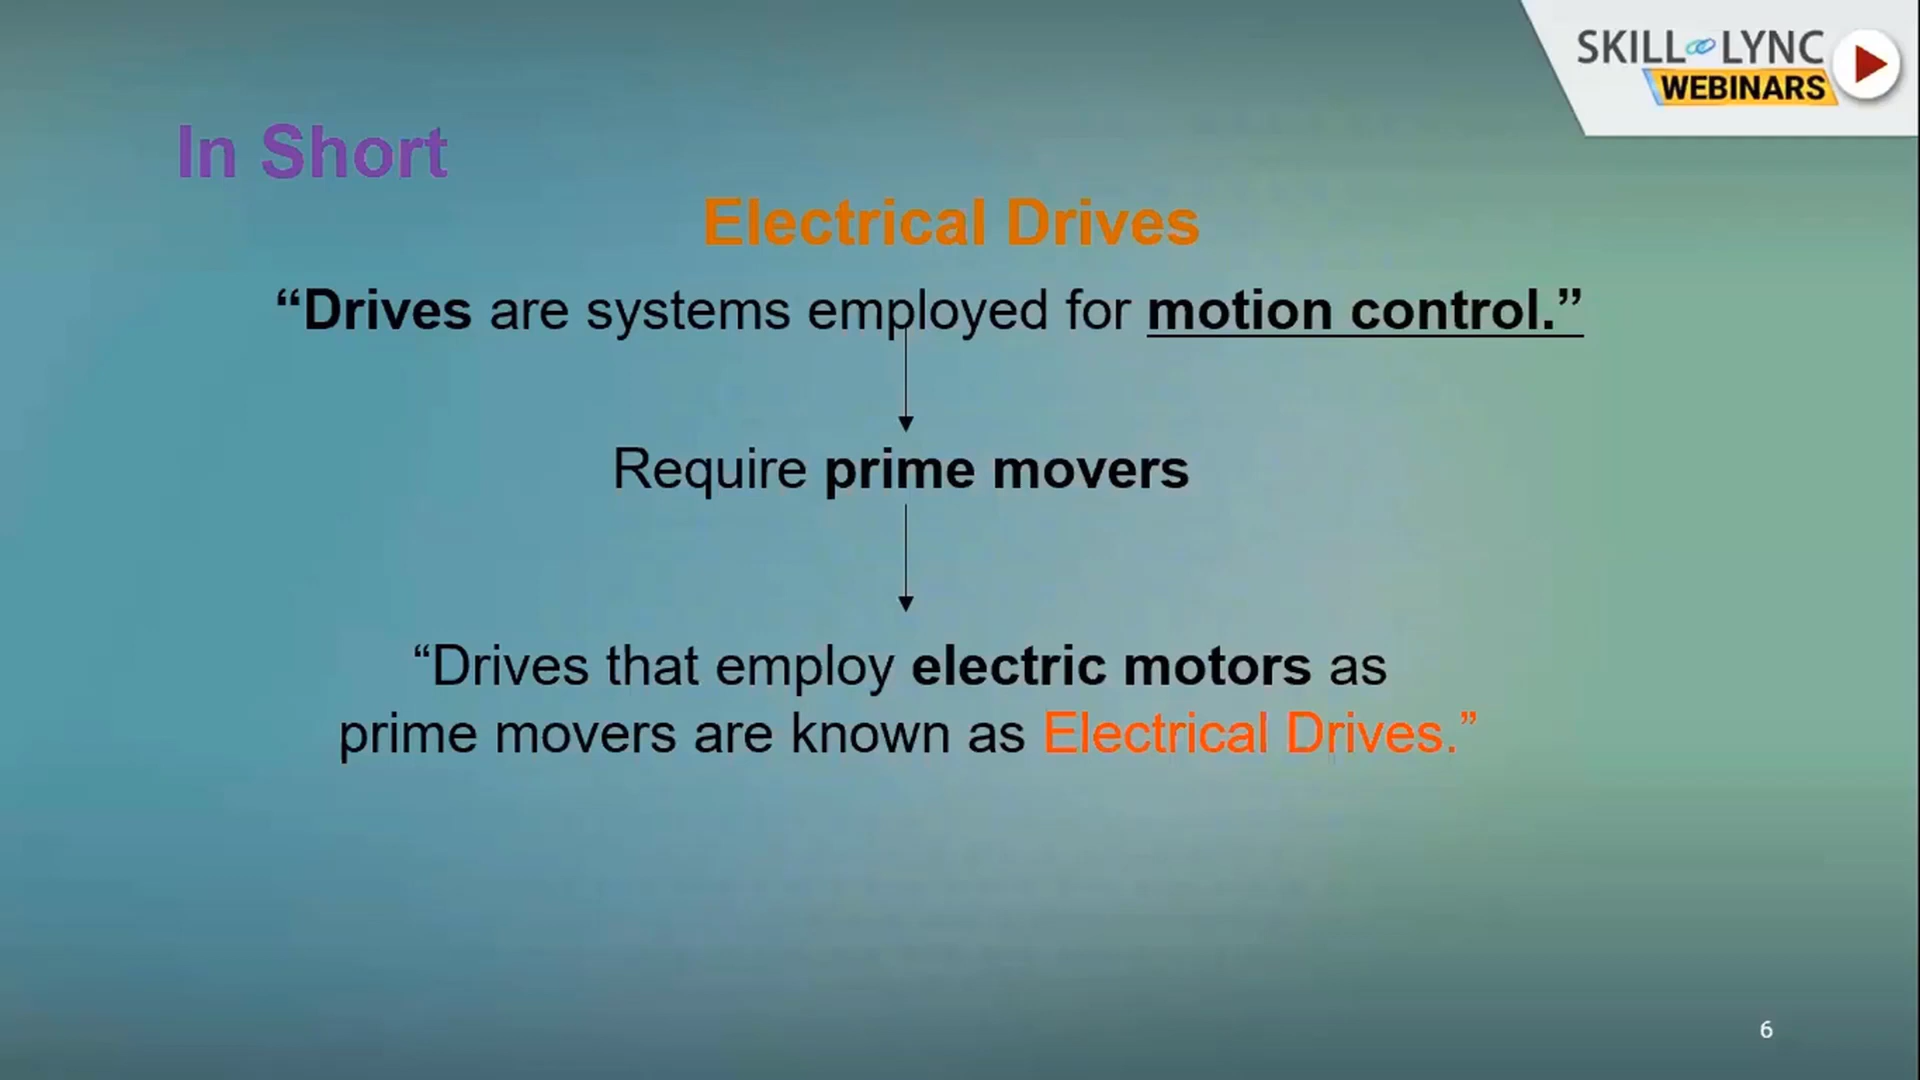 SKILL LYNC
WEBINARS
In Short
Electrical Drives
“Drives are systems employed for motion control.”
Require prime movers
“Drives that employ electric motors as
prime movers are known as Electrical Drives.”
6